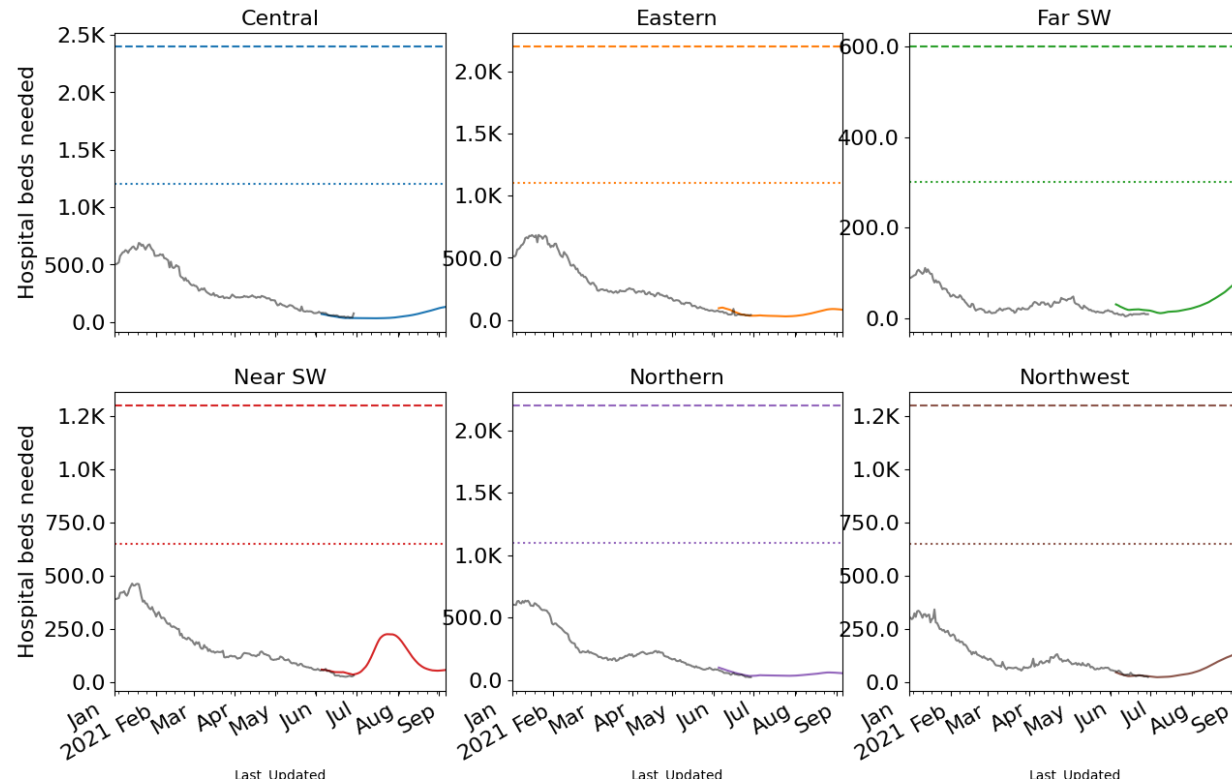 Central
Eastern
Far SW
Hospital beds needed
2.5K
2.0K
1.5K
1.0K
500.0
0.0
2.0K
1.0K
500.0
0.0
600.0
400.0
200.0
0.0
Near SW
Northern
Northwest
Hospital beds needed
1.2K
1.0K
750.0
500.0
250.0
0.0
2.0K
1.5K
1.0K
500.0
0.0
1.2K
1.0K
750.0
500.0
250.0
0.0
Jan
2021 Feb Mar Apr May Jun Jul Aug Sep
Jan
2021 Feb Mar Apr May Jun Jul Aug Sep
Jan
2021 Feb Mar Apr May Jun Jul Aug Sep
Last Updated
Last Updated